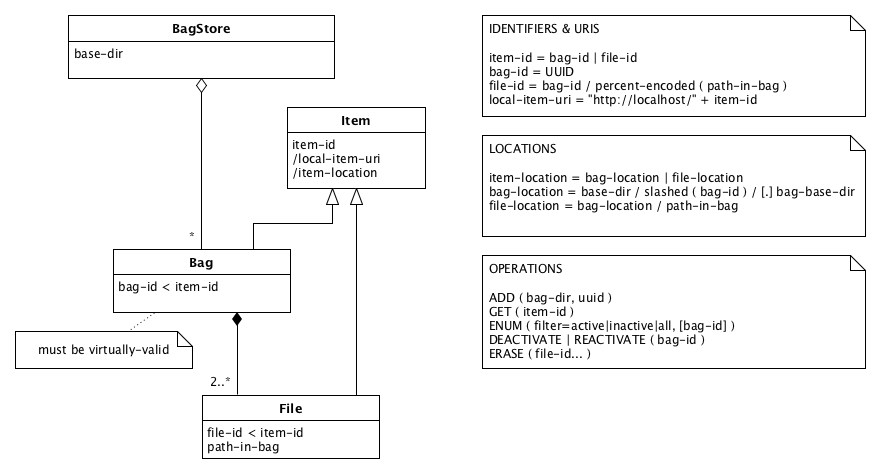 BagStore
base-dir
*
Item
item-id
/local-item-uri
/item-location
Bag
bag-id < item-id
must be virtually-valid
2..*
File
file-id < item-id
path-in-bag
IDENTIFIERS & URIS
item-id = bag-id | file-id
bag-id = UUID
file-id = bag-id / percent-encoded ( path-in-bag )
local-item-uri = "http://localhost/" + item-id
LOCATIONS
item-location = bag-location | file-location
bag-location = base-dir / slashed ( bag-id ) / [.] bag-base-dir
file-location = bag-location / path-in-bag
OPERATIONS
ADD ( bag-dir, uuid )
GET ( item-id )
ENUM ( filter=active|inactive|all, [bag-id] )
DEACTIVATE | REACTIVATE ( bag-id )
ERASE ( file-id... )